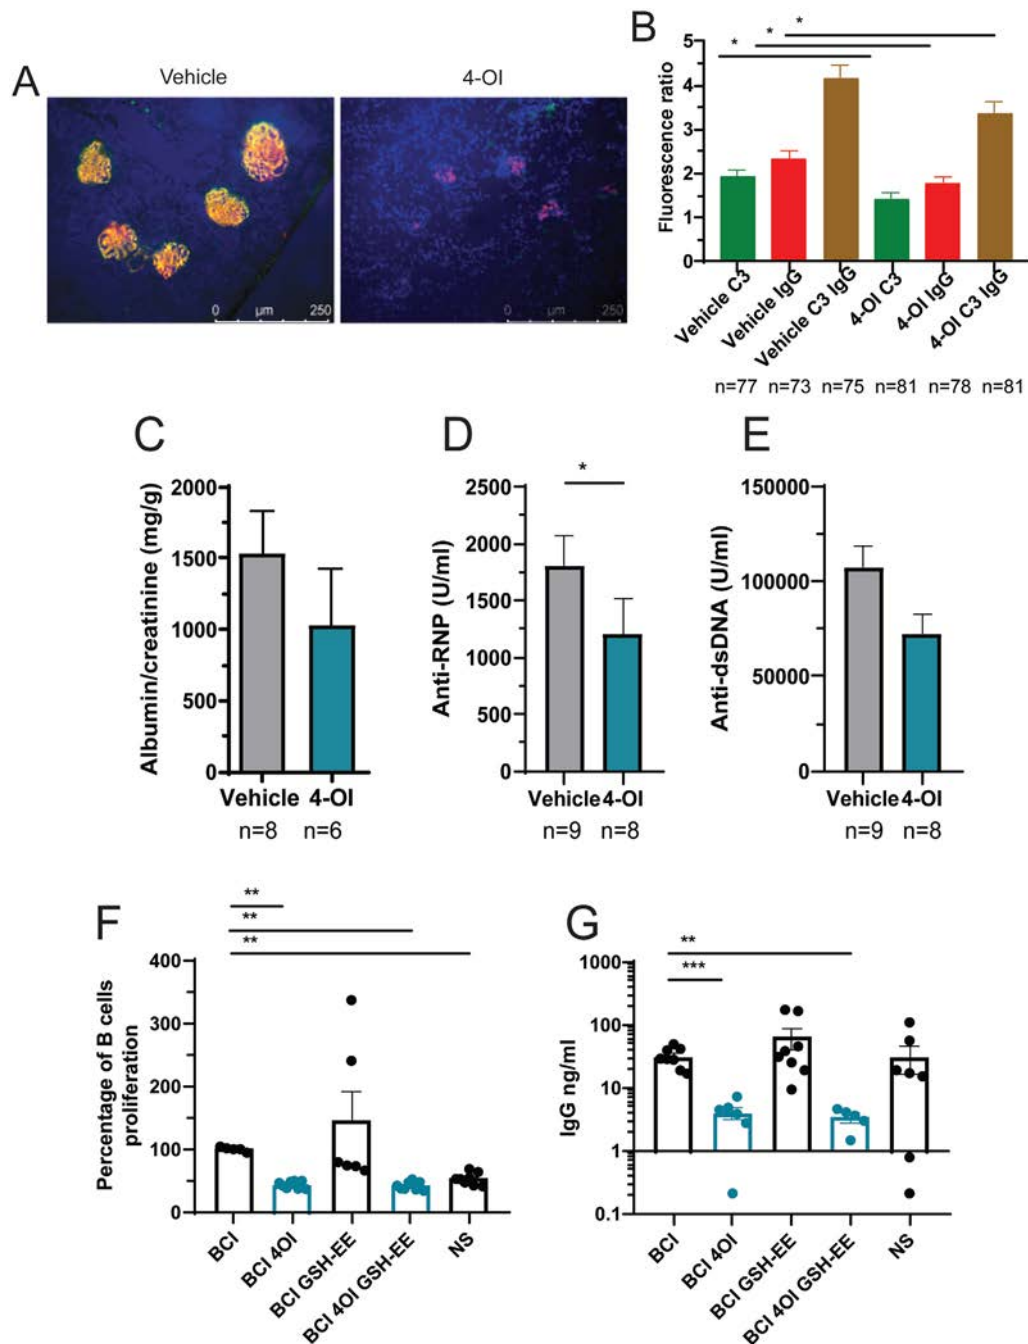 A
Vehicle
4-OI
0 µm 250
0 µm 250
B
Fluorescence ratio
5
4
3
2
1
0
*
*
*
Vehicle C3
Vehicle IgG
Vehicle C3 IgG
4-OI C3
4-OI IgG
4-OI C3 IgG
n=77 n=73 n=75 n=81 n=78 n=81
C
Albumin/creatinine (mg/g)
2000
1500
1000
500
0
Vehicle 4-OI
n=8 n=6
D
Anti-RNP (U/ml)
2500
2000
1500
1000
500
0
*
Vehicle 4-OI
n=9 n=8
E
Anti-dsDNA (U/ml)
150000
100000
50000
0
Vehicle 4-OI
n=9 n=8
F
Percentage of B cells
proliferation
400
300
200
100
0
**
**
**
BCI
BCI 4OI
BCI GSH-EE
BCI 4OI GSH-EE
NS
G
IgG ng/ml
1000
100
10
1
0.1
**
***
BCI
BCI 4OI
BCI GSH-EE
BCI 4OI GSH-EE
NS